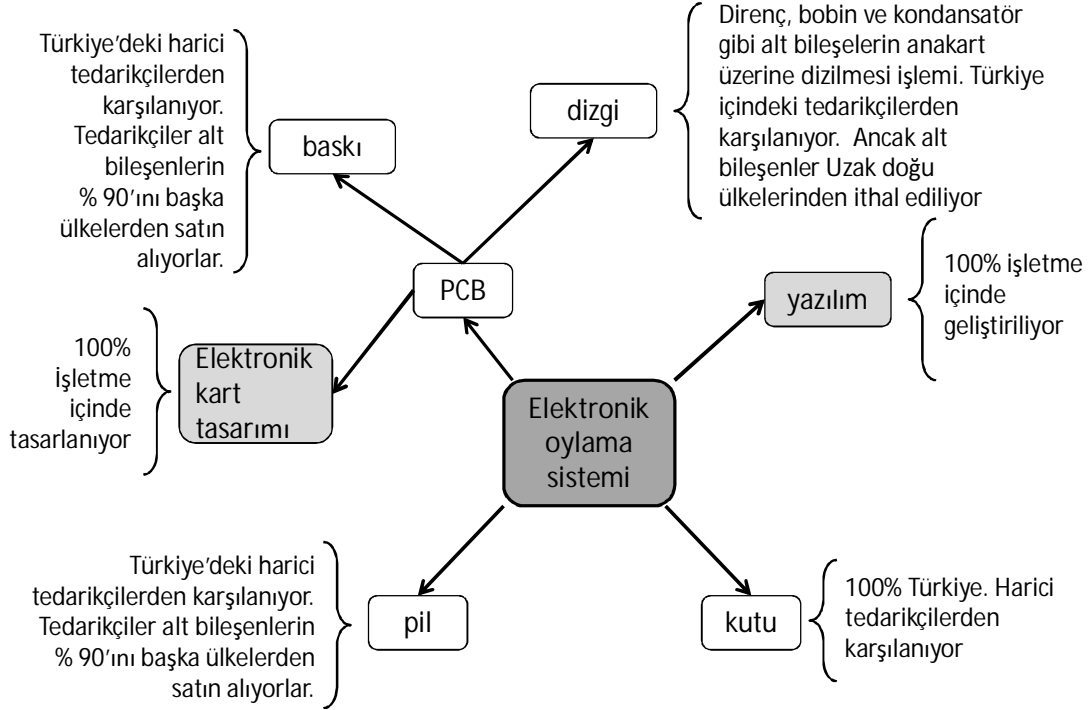 Türkiye'deki harici
tedarikçilerden
karşılanıyor.
Tedarikçiler alt
bileşenlerin
% 90'ını başka
ülkelerden satın
alıyorlar.
baskı
dizgi
Direnç, bobin ve kondansatör
gibi alt bileşelerin anakart
üzerine dizilmesi işlemi. Türkiye
içindeki tedarikçilerden
karşılanıyor. Ancak alt
bileşenler Uzak doğu
ülkelerinden ithal ediliyor
PCB
yazılım
100% işletme
içinde
geliştiriliyor
100%
İşletme
içinde
tasarlanıyor
Elektronik
kart
tasarımı
Elektronik
oylama
sistemi
Türkiye'deki harici
tedarikçilerden karşılanıyor.
Tedarikçiler alt bileşenlerin
% 90'ını başka ülkelerden
satın alıyorlar.
pil
kutu
100% Türkiye. Harici
tedarikçilerden
karşılanıyor